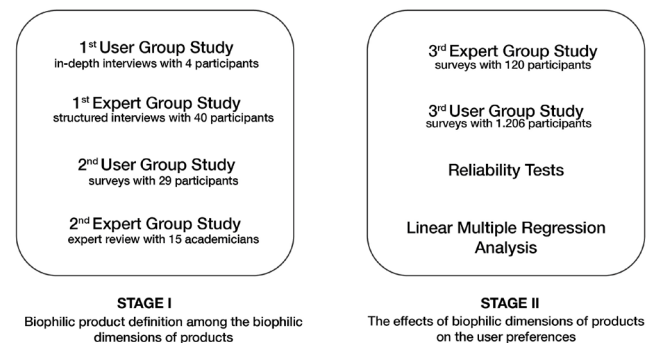 1st User Group Study
in-depth interviews with 4 participants
1st Expert Group Study
structured interviews with 40 participants
2nd User Group Study
surveys with 29 participants
2nd Expert Group Study
expert review with 15 academicians
STAGE I
Biophilic product definition among the biophilic
dimensions of products
3rd Expert Group Study
surveys with 120 participants
3rd User Group Study
surveys with 1.206 participants
Reliability Tests
Linear Multiple Regression
Analysis
STAGE II
The effects of biophilic dimensions of products
on the user preferences